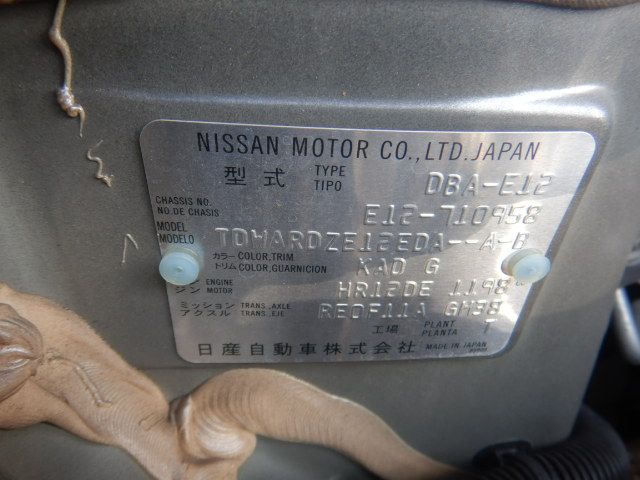 NISSAN MOTOR CO.,LTD.JAPAN
型式 TYPE TIPO DBA-E12
CHASSIS NO. NO.DE CHASIS E12-710958
MODEL MODELO TDWARDZE12EDA--A-B
カラー COLOR,TRIM トリム COLOR,GUARNICION KAD G
ジン ENGINE MOTOR HR12DE 1198
ミッション TRANS.,AXLE アクスル TRANS.,EJE RE0F11A GH38
工場 PLANT PLANTA T
日産自動車株式会社 MADE IN JAPAN